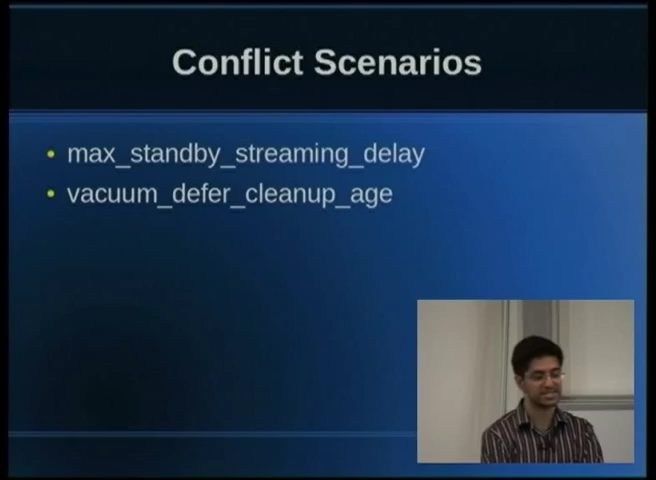 Conflict Scenarios
max_standby_streaming_delay
vacuum_defer_cleanup_age